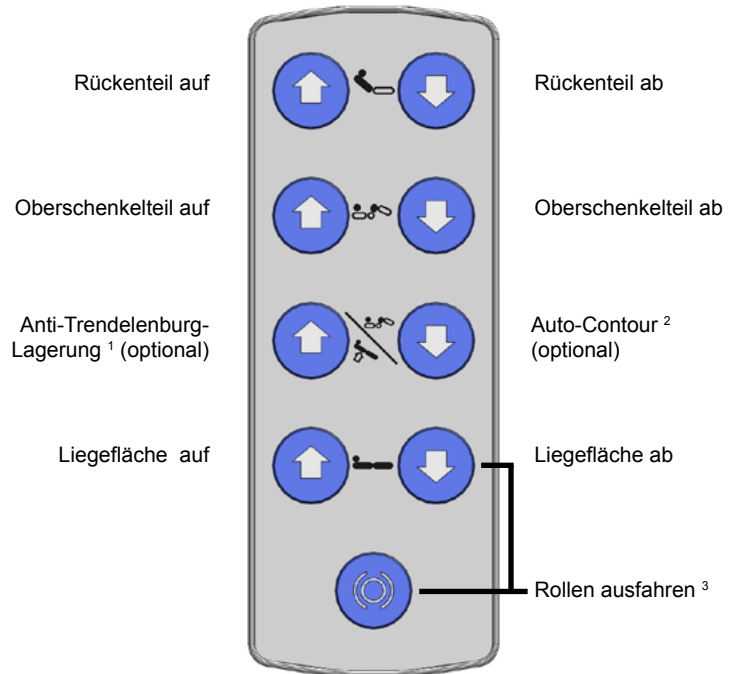 Rückenteil auf
Rückenteil ab
Oberschenkelteil auf
Oberschenkelteil ab
Anti-Trendelenburg-
Lagerung ¹ (optional)
Auto-Contour ²
(optional)
Liegefläche  auf
Liegefläche ab
Rollen ausfahren ³